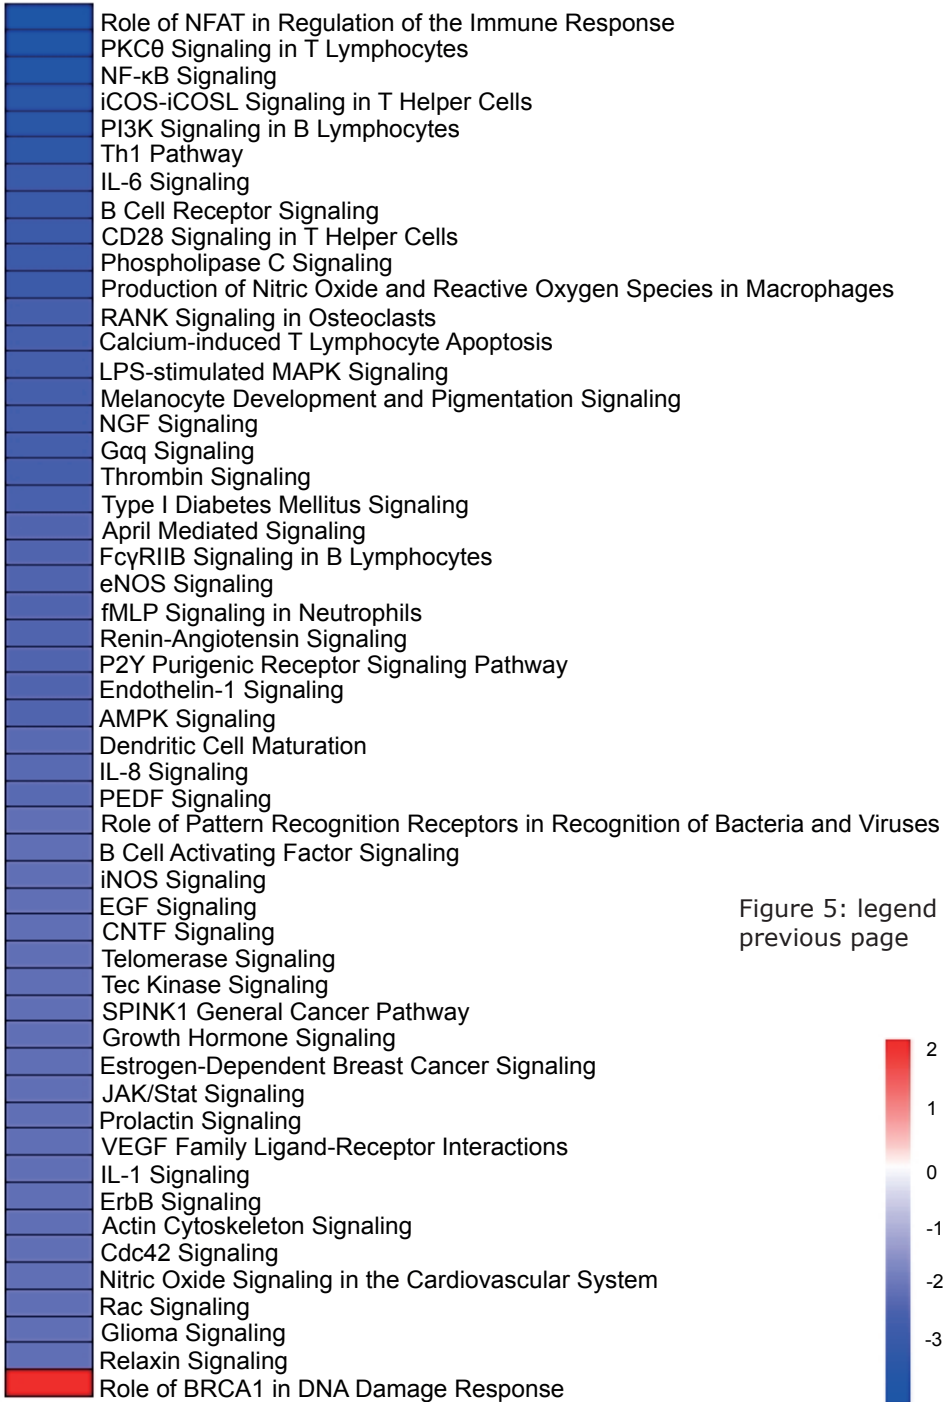 Role of NFAT in Regulation of the Immune Response
PKCθ Signaling in T Lymphocytes
NF-κB Signaling
iCOS-iCOSL Signaling in T Helper Cells
PI3K Signaling in B Lymphocytes
Th1 Pathway
IL-6 Signaling
B Cell Receptor Signaling
CD28 Signaling in T Helper Cells
Phospholipase C Signaling
Production of Nitric Oxide and Reactive Oxygen Species in Macrophages
RANK Signaling in Osteoclasts
Calcium-induced T Lymphocyte Apoptosis
LPS-stimulated MAPK Signaling
Melanocyte Development and Pigmentation Signaling
NGF Signaling
Gαq Signaling
Thrombin Signaling
Type I Diabetes Mellitus Signaling
April Mediated Signaling
FcγRIIB Signaling in B Lymphocytes
eNOS Signaling
fMLP Signaling in Neutrophils
Renin-Angiotensin Signaling
P2Y Purigenic Receptor Signaling Pathway
Endothelin-1 Signaling
AMPK Signaling
Dendritic Cell Maturation
IL-8 Signaling
PEDF Signaling
Role of Pattern Recognition Receptors in Recognition of Bacteria and Viruses
B Cell Activating Factor Signaling
iNOS Signaling
EGF Signaling
CNTF Signaling
Telomerase Signaling
Tec Kinase Signaling
SPINK1 General Cancer Pathway
Growth Hormone Signaling
Estrogen-Dependent Breast Cancer Signaling
JAK/Stat Signaling
Prolactin Signaling
VEGF Family Ligand-Receptor Interactions
IL-1 Signaling
ErbB Signaling
Actin Cytoskeleton Signaling
Cdc42 Signaling
Nitric Oxide Signaling in the Cardiovascular System
Rac Signaling
Glioma Signaling
Relaxin Signaling
Role of BRCA1 in DNA Damage Response
Figure 5: legend
previous page
2
1
0
-1
-2
-3